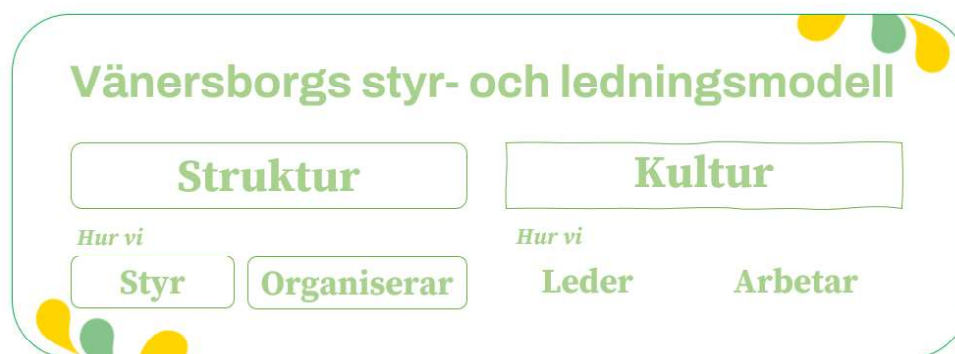 Vänersborgs styr- och ledningsmodell
Struktur
Kultur
Hur vi
Hur vi
Styr
Organiserar
Leder
Arbetar